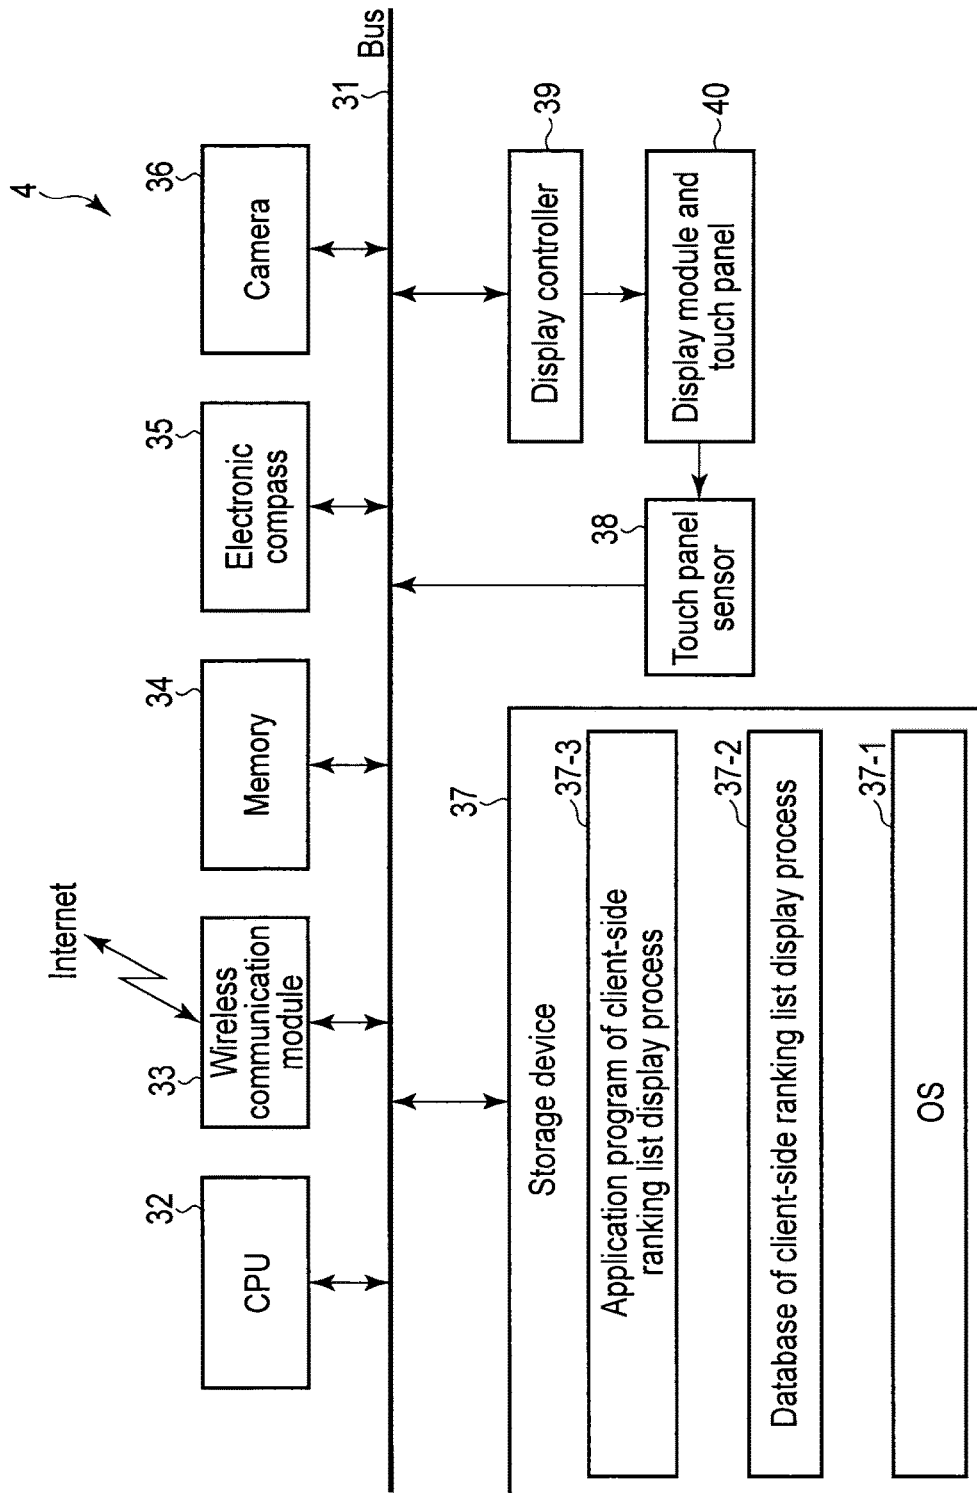 4
Internet
32
33
34
35
36
CPU
Wireless
communication
module
Memory
Electronic
compass
Camera
31
Bus
37
Storage device
37-3
Application program of client-side
ranking list display process
37-2
Database of client-side ranking list display process
37-1
OS
38
Touch panel
sensor
39
Display controller
40
Display module and
touch panel